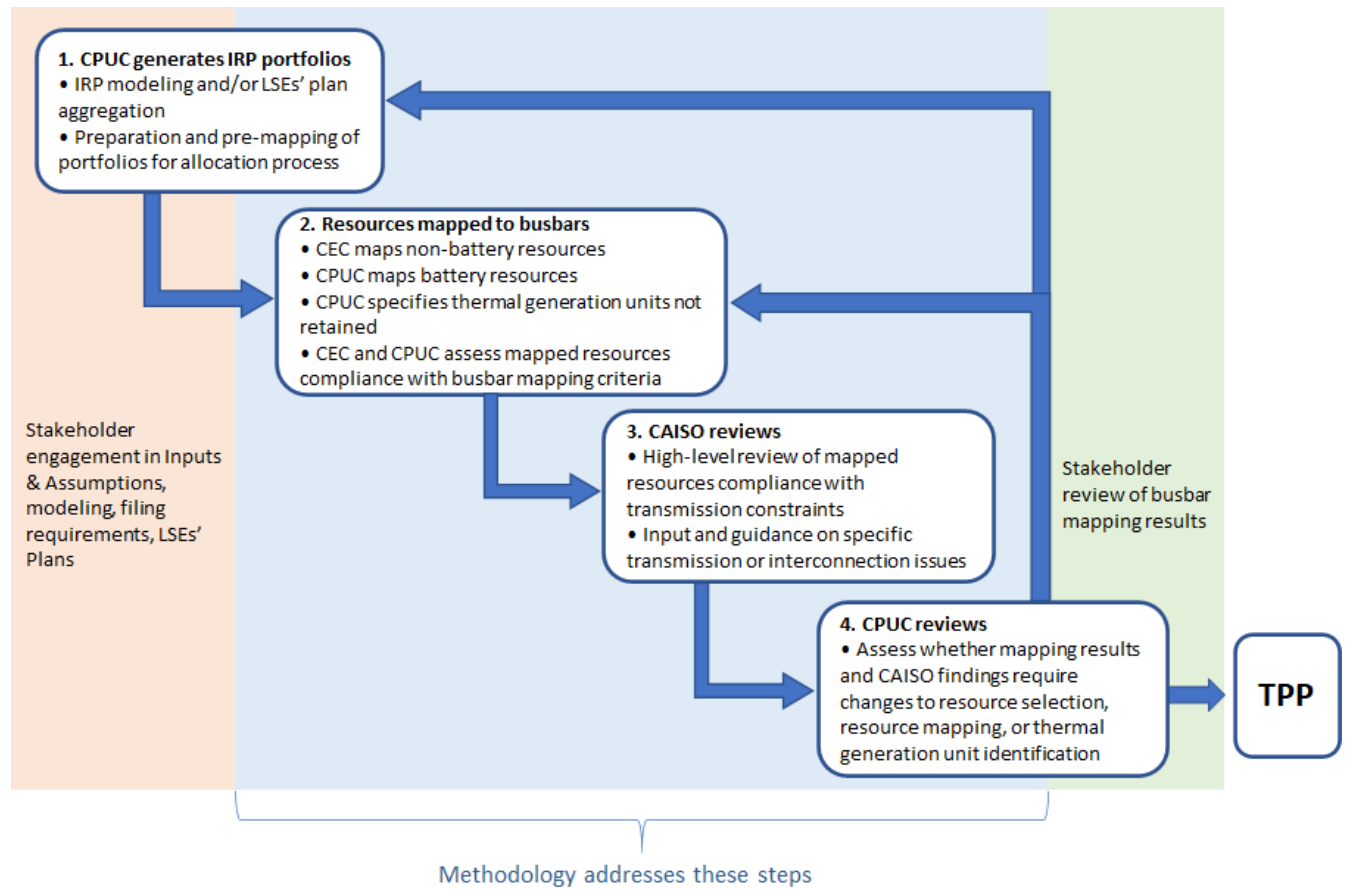 1. CPUC generates IRP portfolios
• IRP modeling and/or LSEs’ plan
aggregation
• Preparation and pre-mapping of
portfolios for allocation process
2. Resources mapped to busbars
• CEC maps non-battery resources
• CPUC maps battery resources
• CPUC specifies thermal generation units not
retained
• CEC and CPUC assess mapped resources
compliance with busbar mapping criteria
Stakeholder
engagement in Inputs
& Assumptions,
modeling, filing
requirements, LSEs’
Plans
3. CAISO reviews
• High-level review of mapped
resources compliance with
transmission constraints
• Input and guidance on specific
transmission or interconnection issues
Stakeholder
review of busbar
mapping results
4. CPUC reviews
• Assess whether mapping results
and CAISO findings require
changes to resource selection,
resource mapping, or thermal
generation unit identification
TPP
Methodology addresses these steps